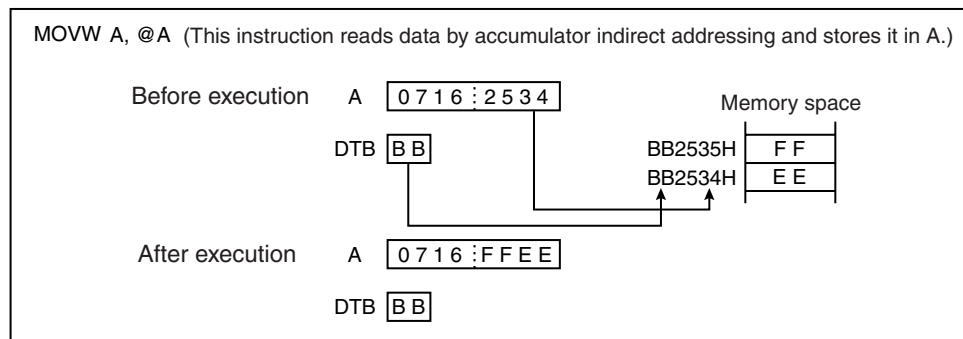 MOVW A, @A (This instruction reads data by accumulator indirect addressing and stores it in A.)
Before execution A 0716 2534
Memory space
DTB BB BB2535H FF
BB2534H EE
After execution A 0716 FFEE
DTB BB